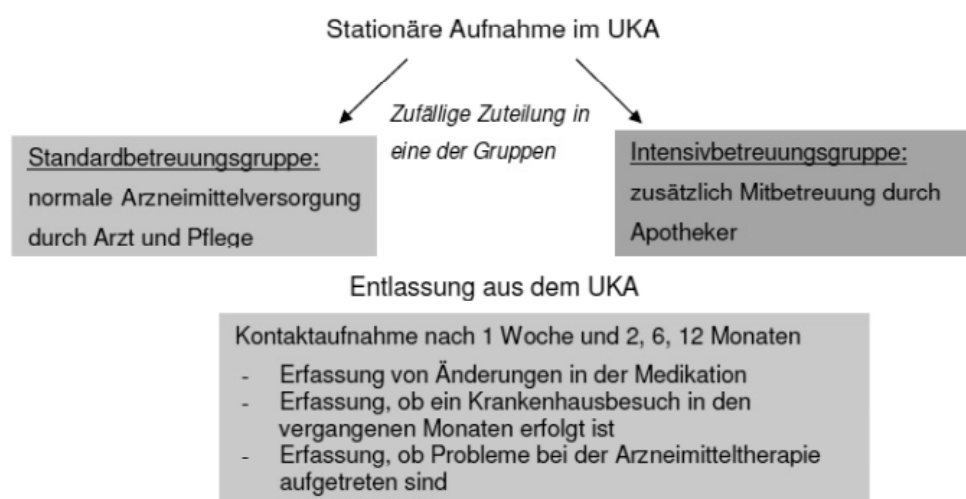 Stationäre Aufnahme im UKA
Zufällige Zuteilung in
eine der Gruppen
Standardbetreuungsgruppe:
normale Arzneimittelversorgung
durch Arzt und Pflege
Intensivbetreuungsgruppe:
zusätzlich Mitbetreuung durch
Apotheker
Entlassung aus dem UKA
Kontaktaufnahme nach 1 Woche und 2, 6, 12 Monaten
- Erfassung von Änderungen in der Medikation
- Erfassung, ob ein Krankenhausbesuch in den
vergangenen Monaten erfolgt ist
- Erfassung, ob Probleme bei der Arzneimitteltherapie
aufgetreten sind